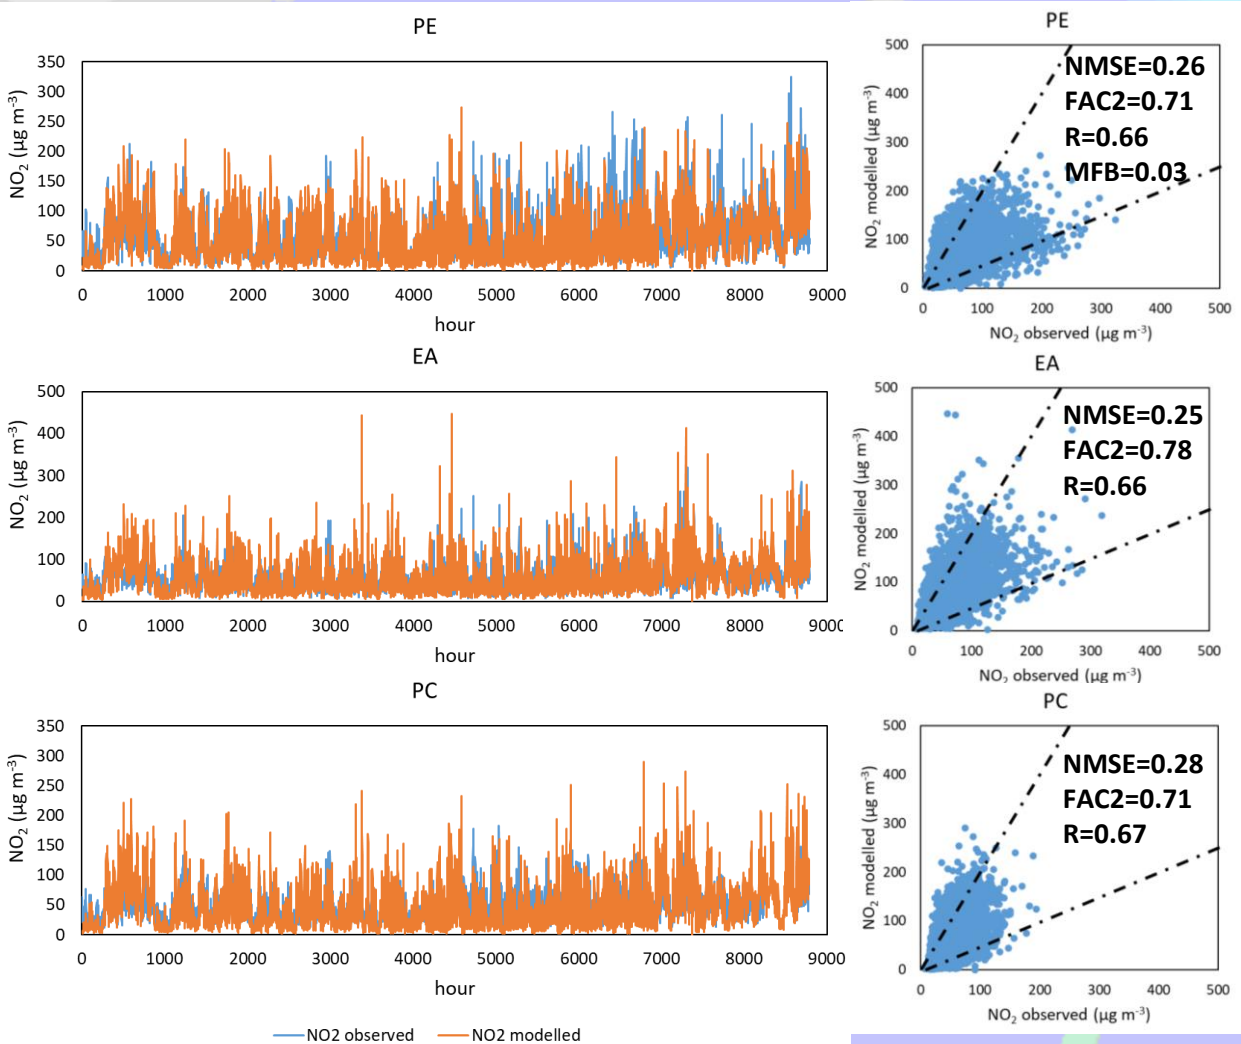 PE
NO₂ (µg m⁻³)
350
300
250
200
150
100
50
0
0 1000 2000 3000 4000 5000 6000 7000 8000 9000
hour
PE
NO₂ modelled (µg m⁻³)
500
400
300
200
100
0
NMSE=0.26
FAC2=0.71
R=0.66
MFB=0.03
0 100 200 300 400 500
NO₂ observed (µg m⁻³)
EA
NO₂ (µg m⁻³)
500
400
300
200
100
0
0 1000 2000 3000 4000 5000 6000 7000 8000 9000
hour
EA
NO₂ modelled (µg m⁻³)
500
400
300
200
100
0
NMSE=0.25
FAC2=0.78
R=0.66
0 100 200 300 400 500
NO₂ observed (µg m⁻³)
PC
NO₂ (µg m⁻³)
350
300
250
200
150
100
50
0
0 1000 2000 3000 4000 5000 6000 7000 8000 9000
hour
PC
NO₂ modelled (µg m⁻³)
500
400
300
200
100
0
NMSE=0.28
FAC2=0.71
R=0.67
0 100 200 300 400 500
NO₂ observed (µg m⁻³)
NO2 observed NO2 modelled